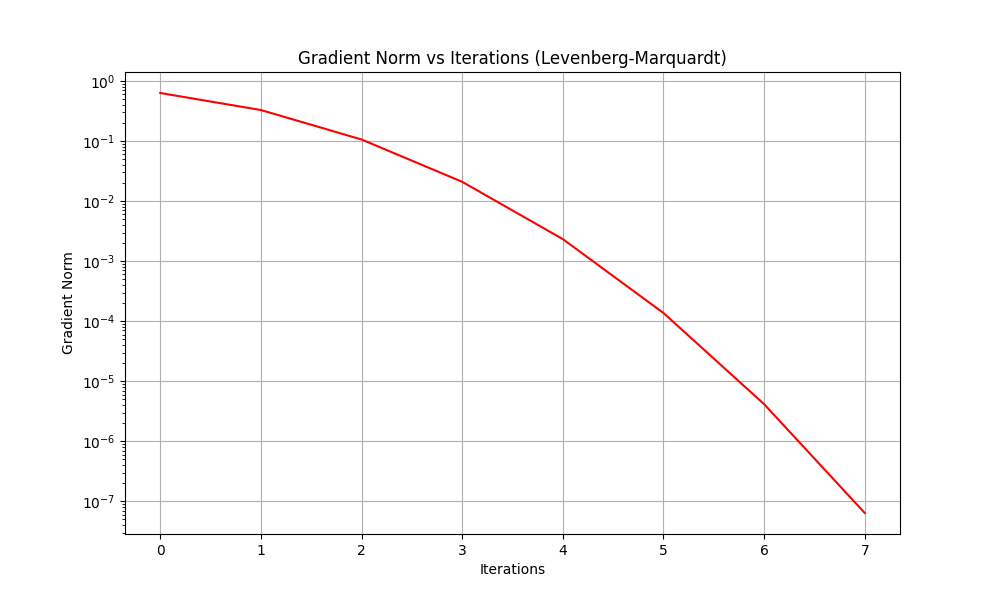 Gradient Norm vs Iterations (Levenberg-Marquardt)
Gradient Norm
10⁰
10⁻¹
10⁻²
10⁻³
10⁻⁴
10⁻⁵
10⁻⁶
10⁻⁷
0 1 2 3 4 5 6 7
Iterations